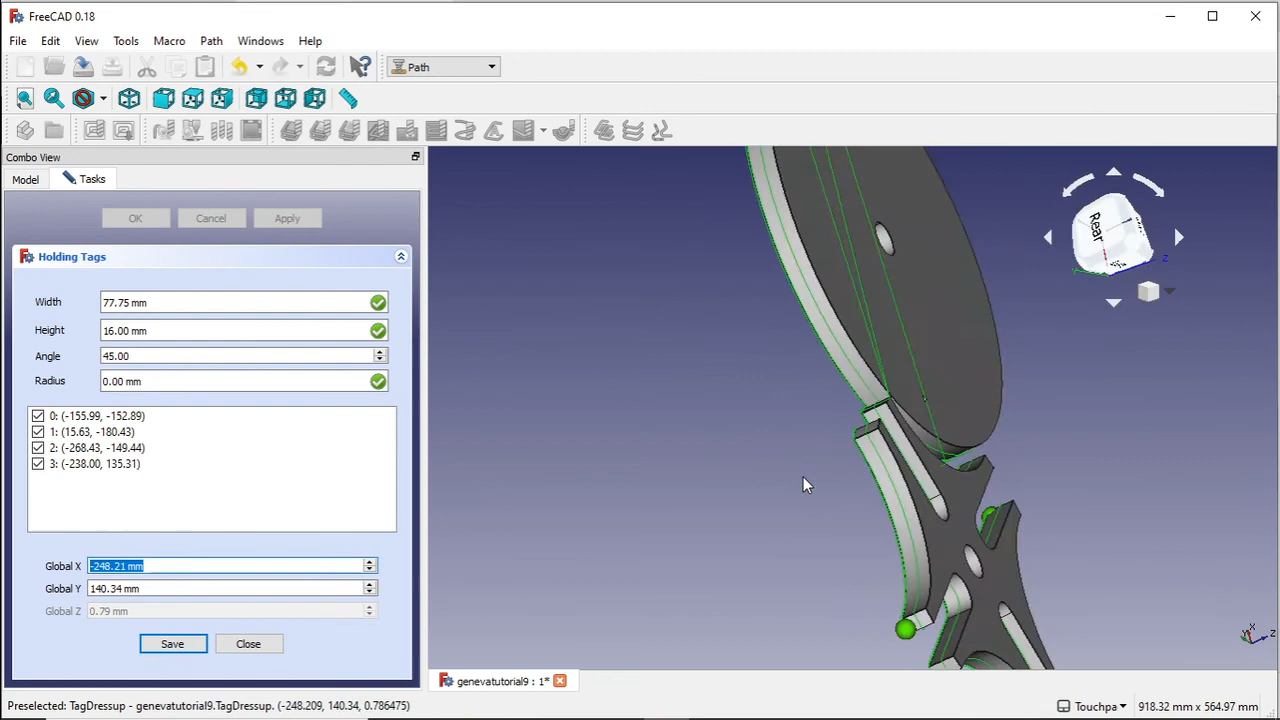 FreeCAD 0.18
File Edit View Tools Macro Path Windows Help
Path
Combo View
Model Tasks
OK Cancel Apply
Holding Tags
Width 77.75 mm
Height 16.00 mm
Angle 45.00
Radius 0.00 mm
0: (-155.99, -152.89)
1: (15.63, -180.43)
2: (-268.43, -149.44)
3: (-238.00, 135.31)
Global X -248.21 mm
Global Y 140.34 mm
Global Z 0.79 mm
Save Close
Rear
Z
X
Z
genevatutorial9 : 1*
Preselected: TagDressup - genevatutorial9.TagDressup. (-248.209, 140.34, 0.786475)
Touchpa
918.32 mm x 564.97 mm